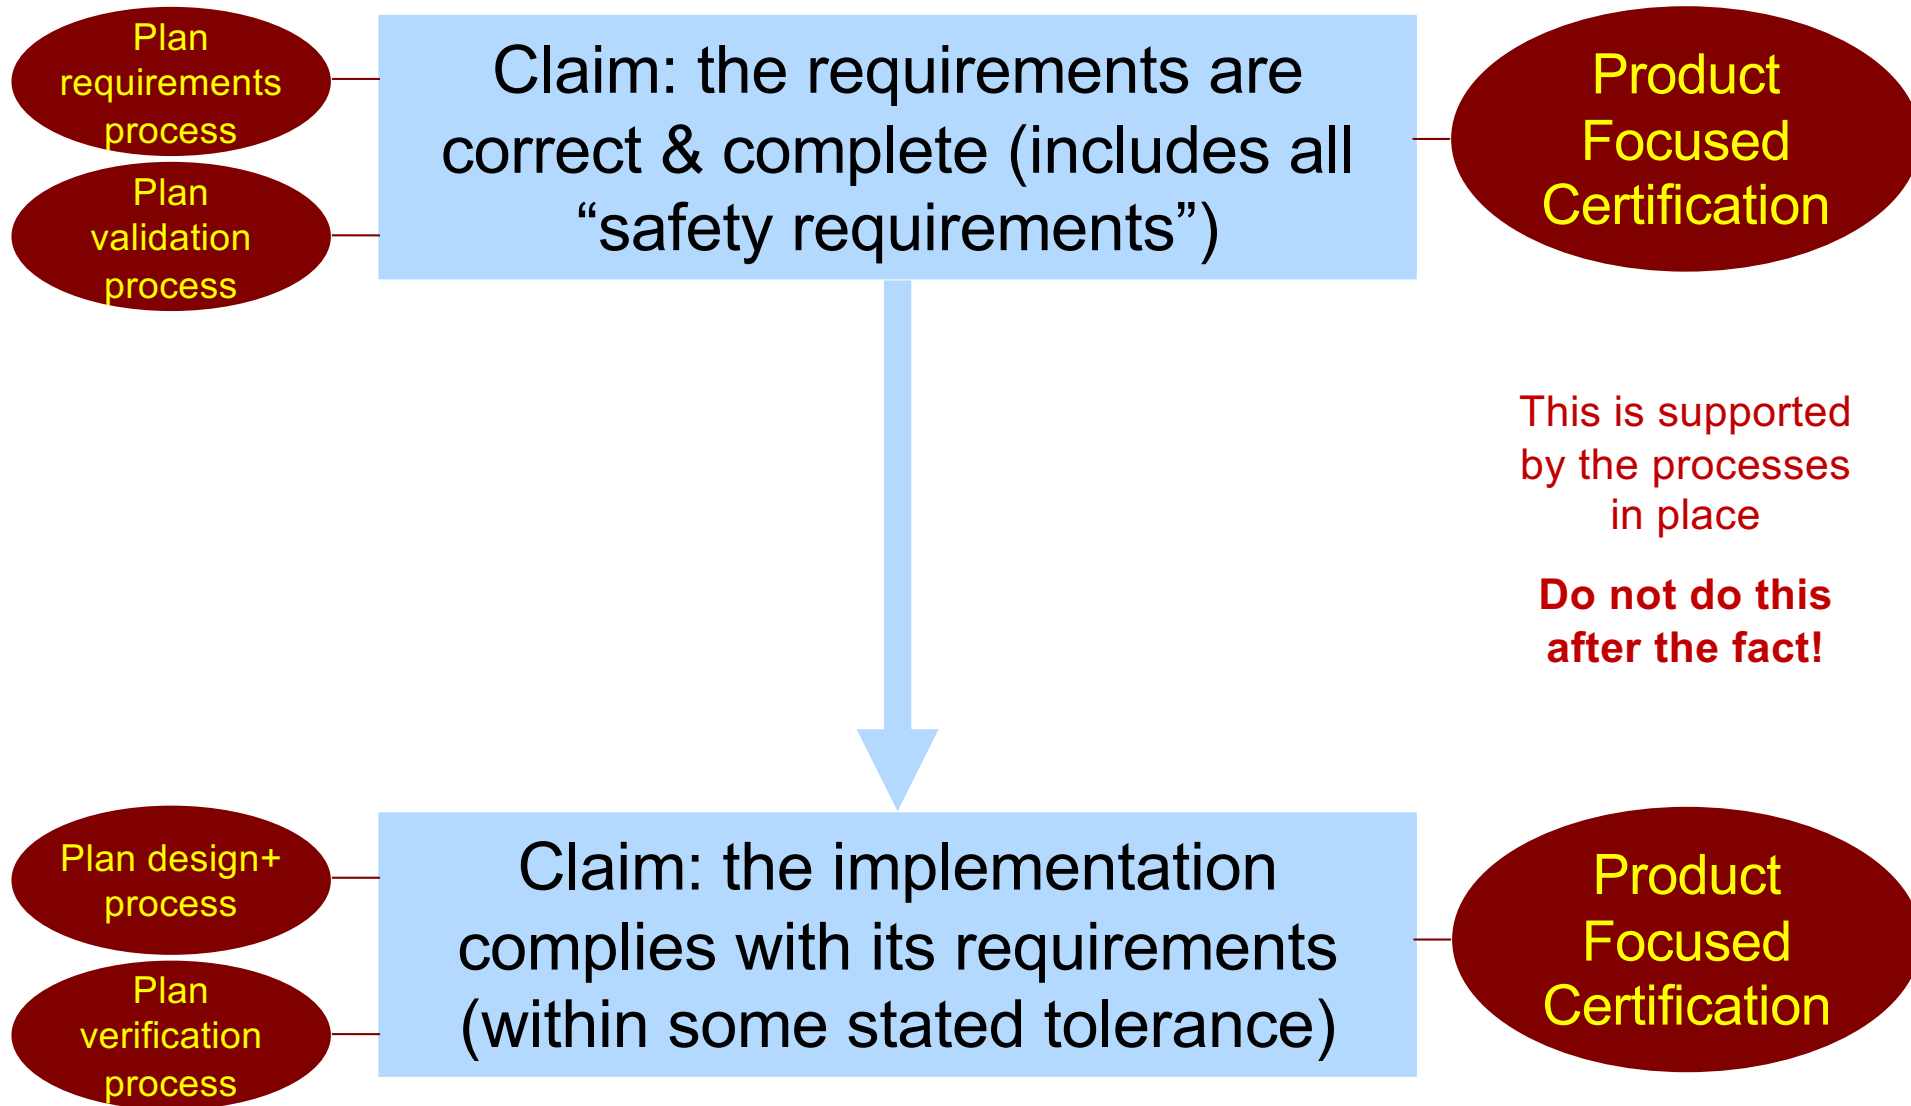 Plan
requirements
process
Plan
validation
process
Claim: the requirements are
correct & complete (includes all
“safety requirements”)
Product
Focused
Certification
This is supported
by the processes
in place
Do not do this
after the fact!
Plan design+
process
Plan
verification
process
Claim: the implementation
complies with its requirements
(within some stated tolerance)
Product
Focused
Certification